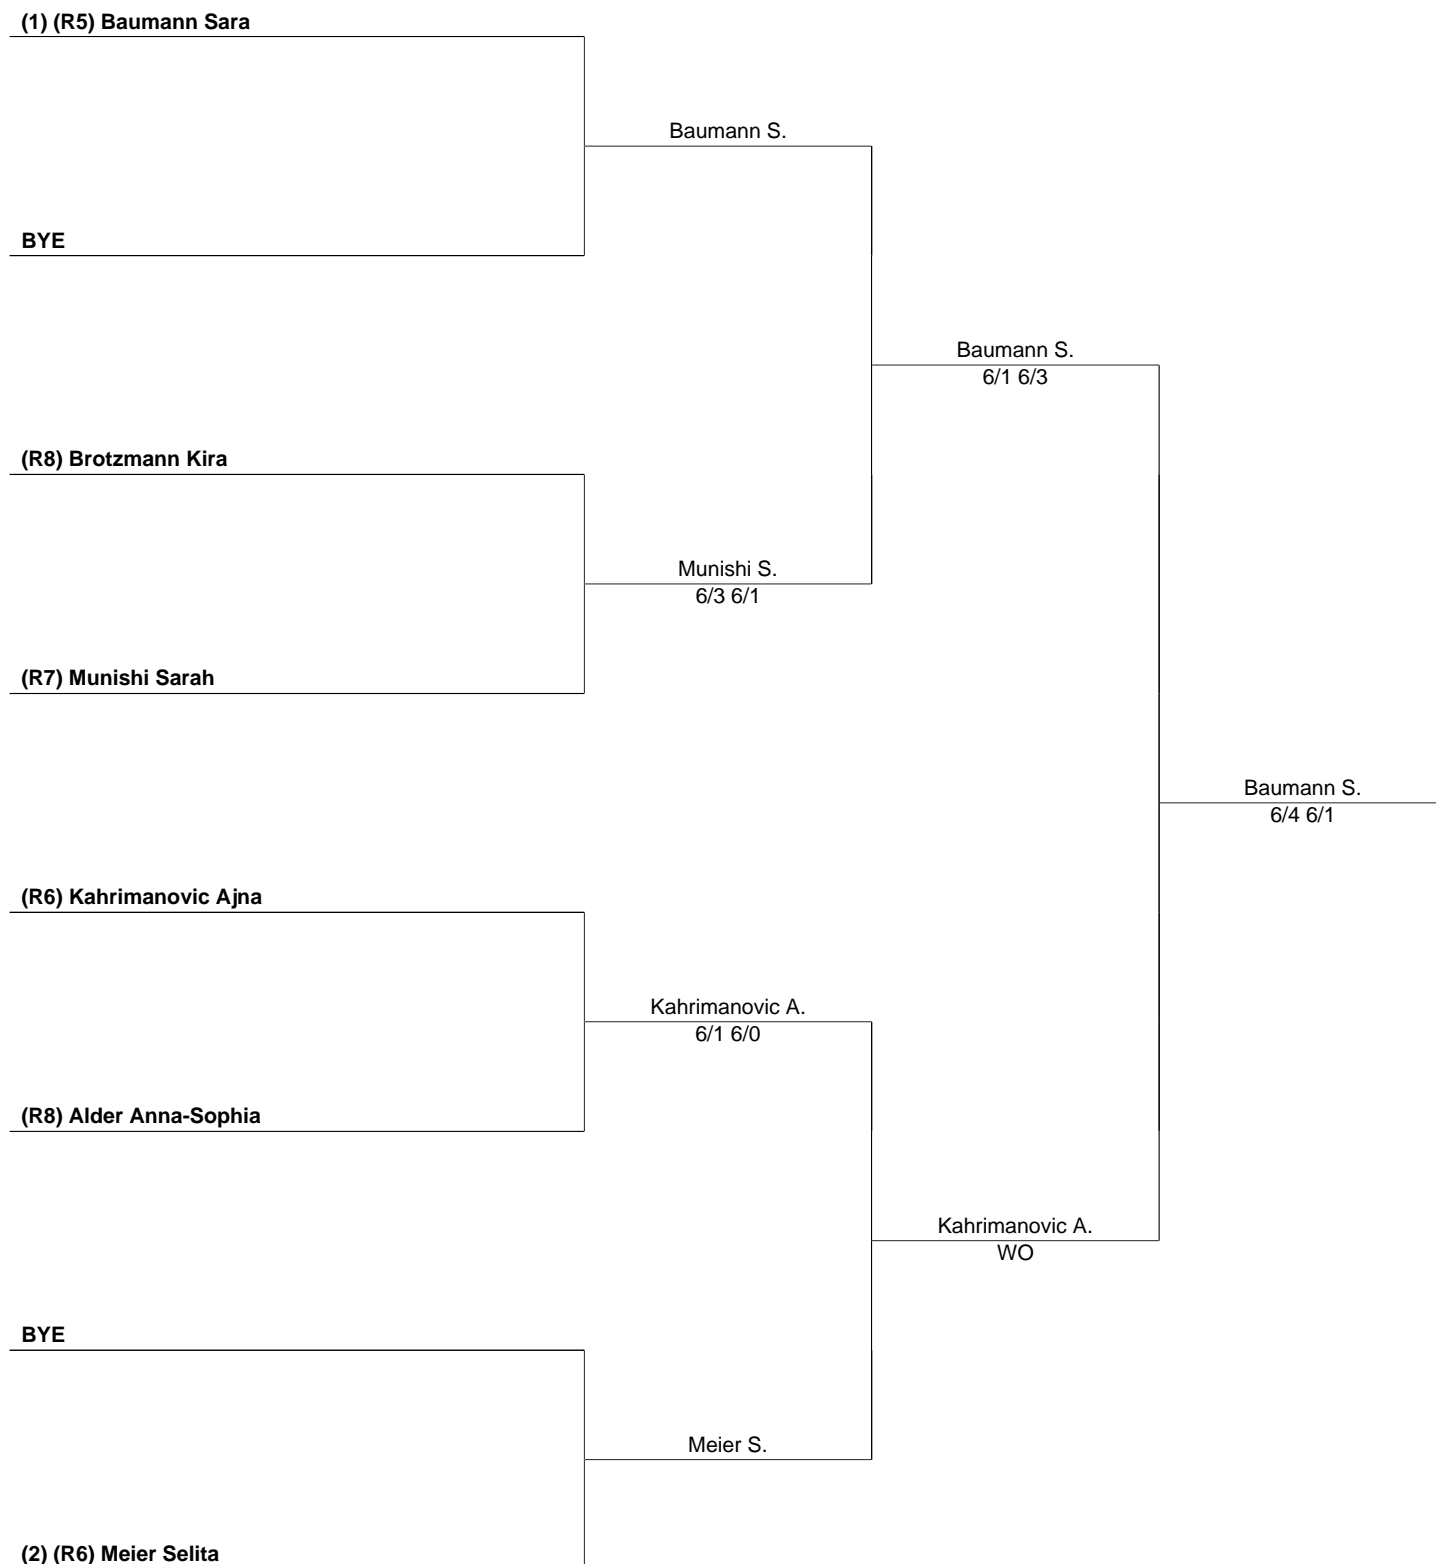 (1) (R5) Baumann Sara
Baumann S.
BYE
Baumann S.
6/1 6/3
(R8) Brotzmann Kira
Munishi S.
6/3 6/1
(R7) Munishi Sarah
Baumann S.
6/4 6/1
(R6) Kahrimanovic Ajna
Kahrimanovic A.
6/1 6/0
(R8) Alder Anna-Sophia
Kahrimanovic A.
WO
BYE
Meier S.
(2) (R6) Meier Selita